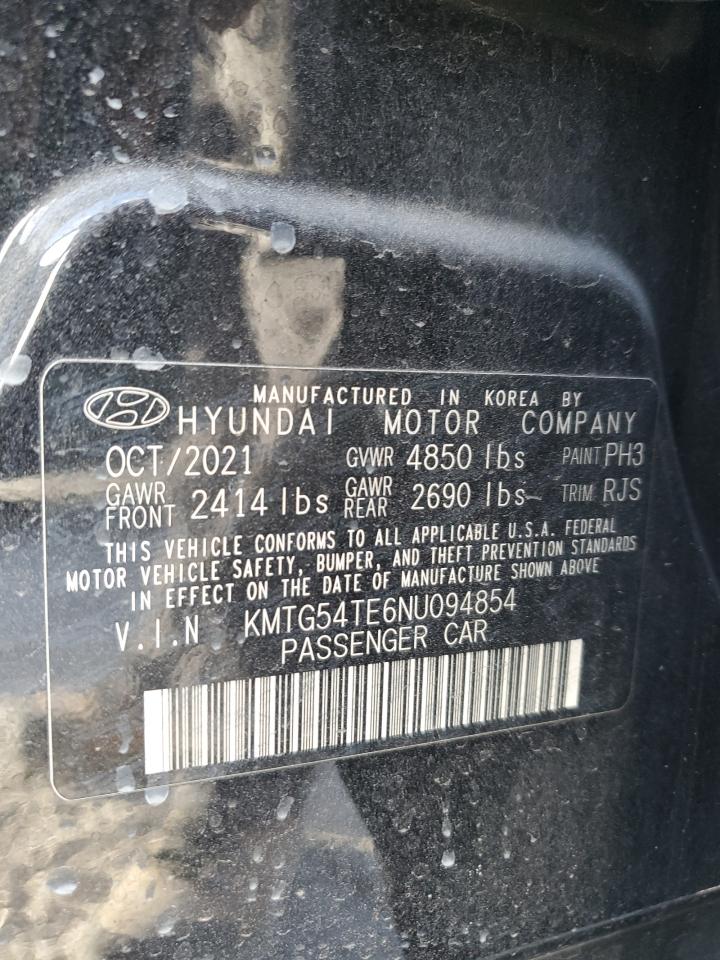 MANUFACTURED IN KOREA BY
HYUNDAI MOTOR COMPANY
OCT/2021 GVWR 4850 lbs PAINT PH3
GAWR FRONT 2414 lbs GAWR REAR 2690 lbs TRIM RJS
THIS VEHICLE CONFORMS TO ALL APPLICABLE U.S.A. FEDERAL
MOTOR VEHICLE SAFETY, BUMPER, AND THEFT PREVENTION STANDARDS
IN EFFECT ON THE DATE OF MANUFACTURE SHOWN ABOVE
V.I.N KMTG54TE6NU094854
PASSENGER CAR